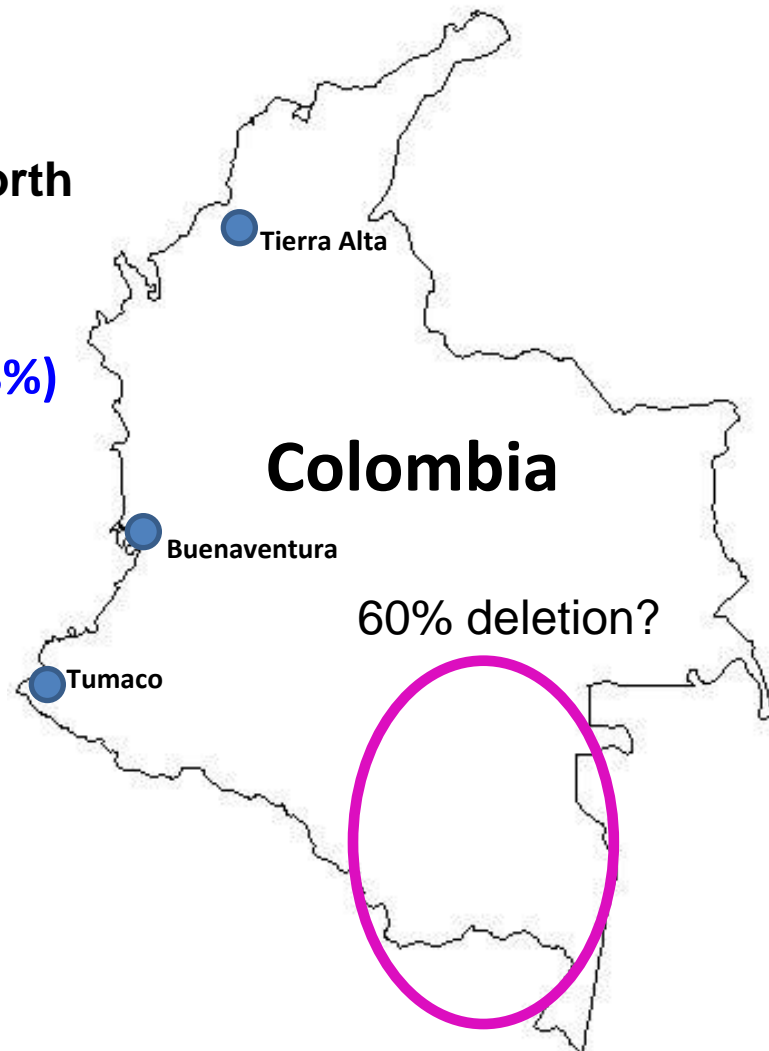 orth
Tierra Alta
%)
Colombia
Buenaventura
60% deletion?
Tumaco